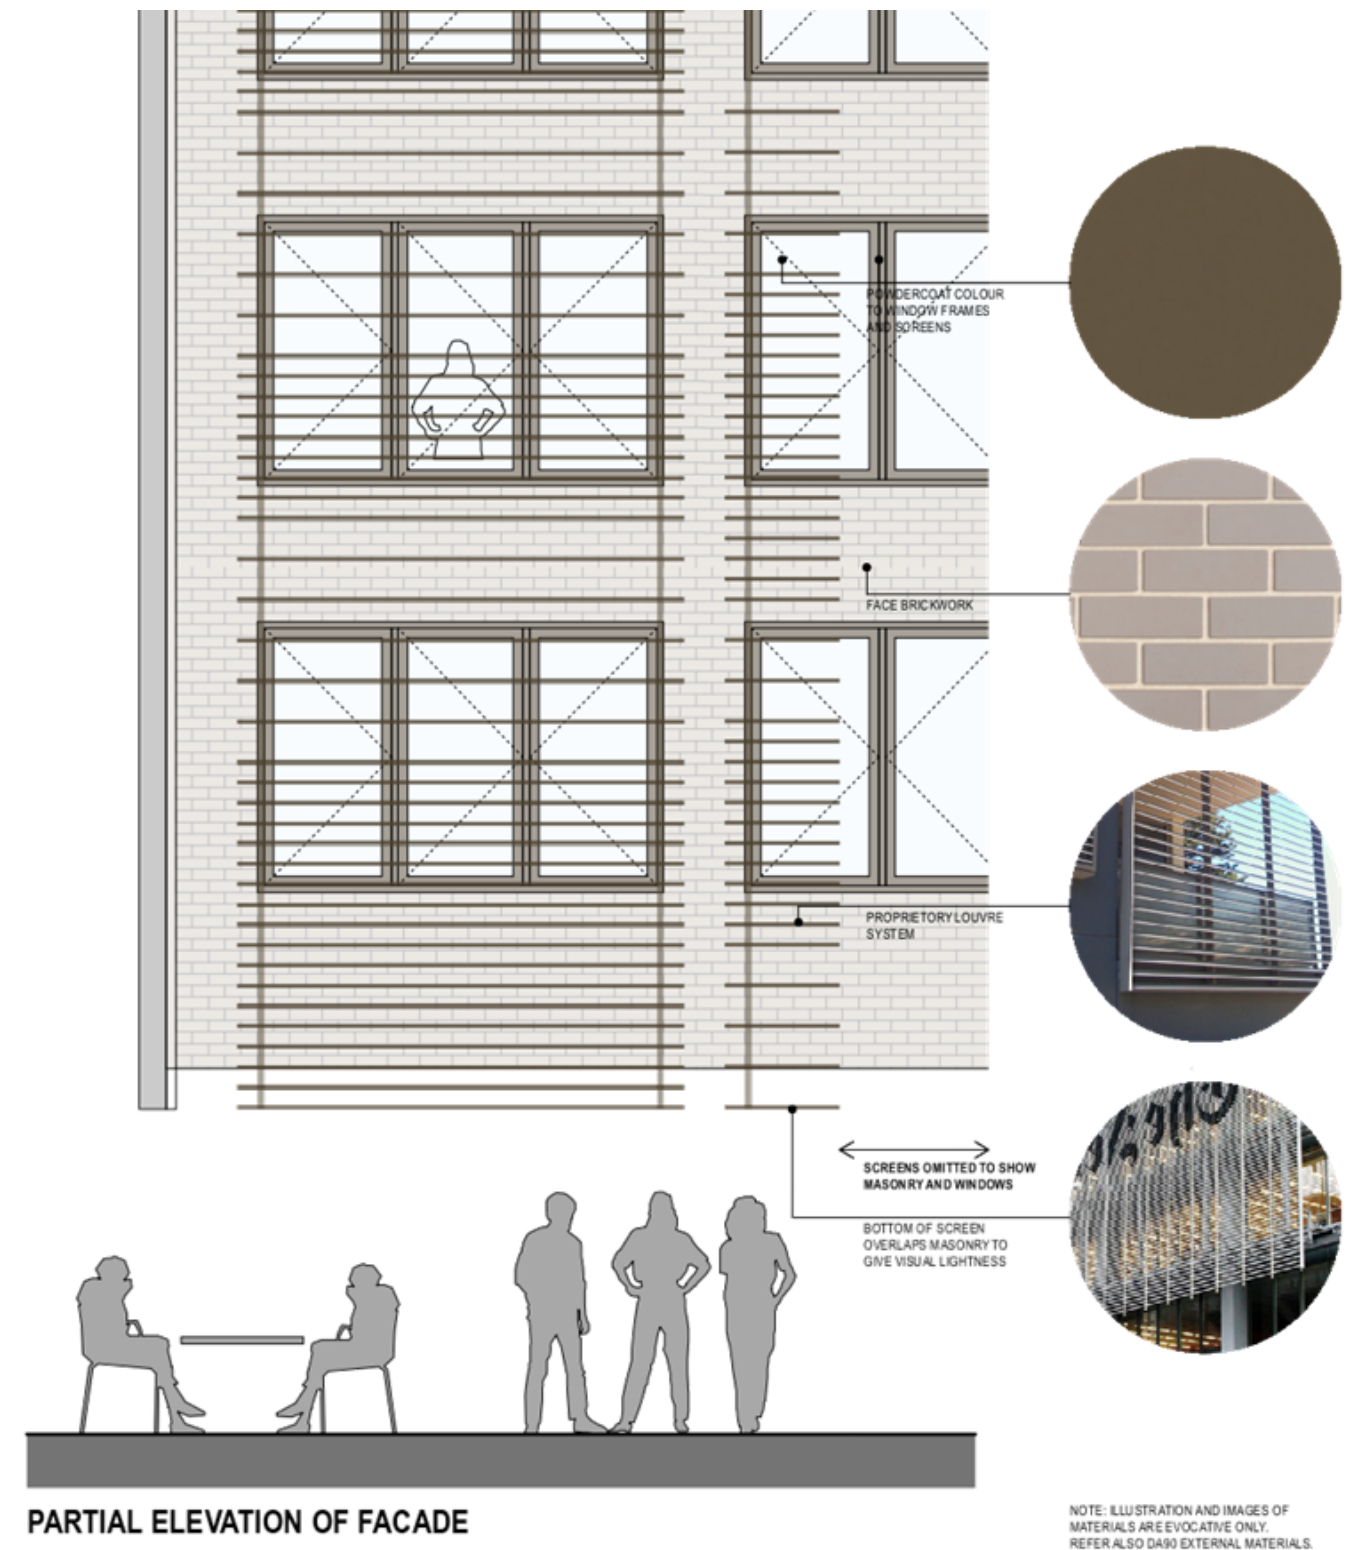 POWDERCOAT COLOUR
TO WINDOW FRAMES
AND SCREENS
FACE BRICKWORK
PROPRIETORY LOUVRE
SYSTEM
SCREENS OMITTED TO SHOW
MASONRY AND WINDOWS
BOTTOM OF SCREEN
OVERLAPS MASONRY TO
GIVE VISUAL LIGHTNESS
PARTIAL ELEVATION OF FACADE
NOTE: ILLUSTRATION AND IMAGES OF
MATERIALS ARE EVOCATIVE ONLY.
REFER ALSO DA90 EXTERNAL MATERIALS.